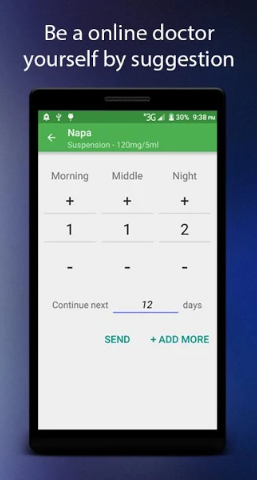 Be a online doctor
yourself by suggestion
3G 30% 9:38 PM
Napa
Suspension - 120mg/5ml
Morning Middle Night
+ + +
1 1 2
- - -
Continue next 12 days
SEND + ADD MORE